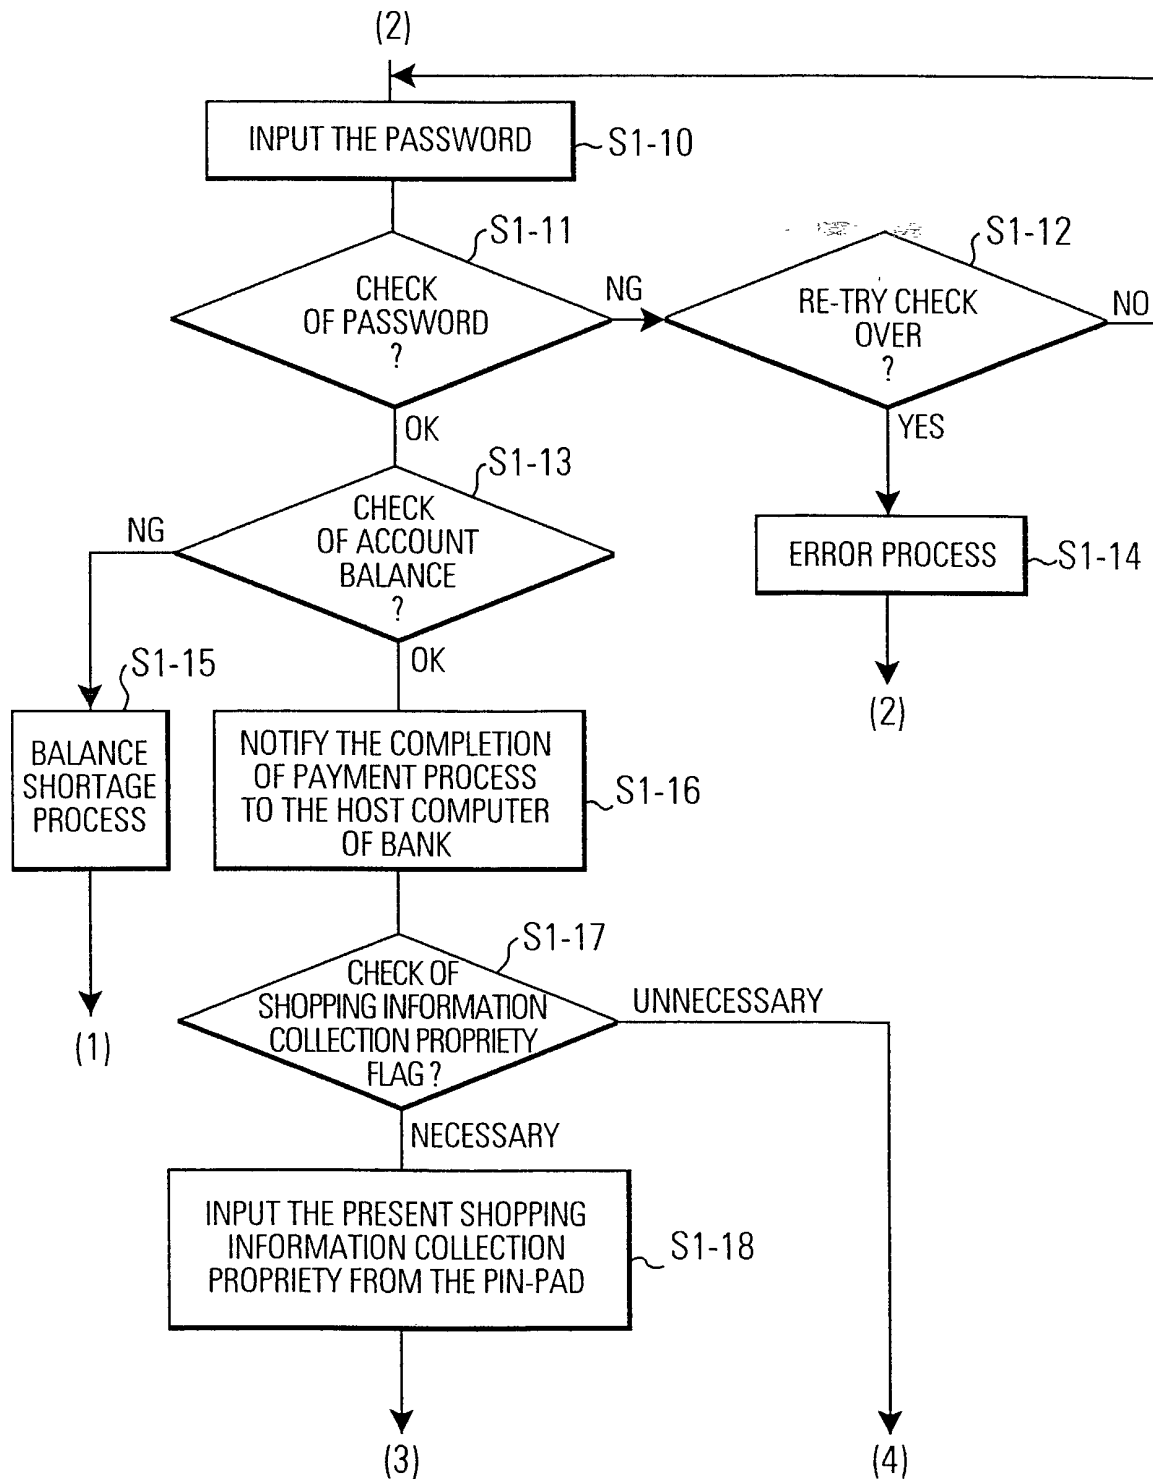 (2)
INPUT THE PASSWORD
S1-10
S1-11
CHECK
OF PASSWORD
?
NG
OK
S1-12
RE-TRY CHECK
OVER
?
NO
YES
S1-13
CHECK
OF ACCOUNT
BALANCE
?
NG
OK
ERROR PROCESS
S1-14
(2)
S1-15
BALANCE
SHORTAGE
PROCESS
(1)
NOTIFY THE COMPLETION
OF PAYMENT PROCESS
TO THE HOST COMPUTER
OF BANK
S1-16
S1-17
CHECK OF
SHOPPING INFORMATION
COLLECTION PROPRIETY
FLAG?
UNNECESSARY
NECESSARY
INPUT THE PRESENT SHOPPING
INFORMATION COLLECTION
PROPRIETY FROM THE PIN-PAD
S1-18
(3)
(4)